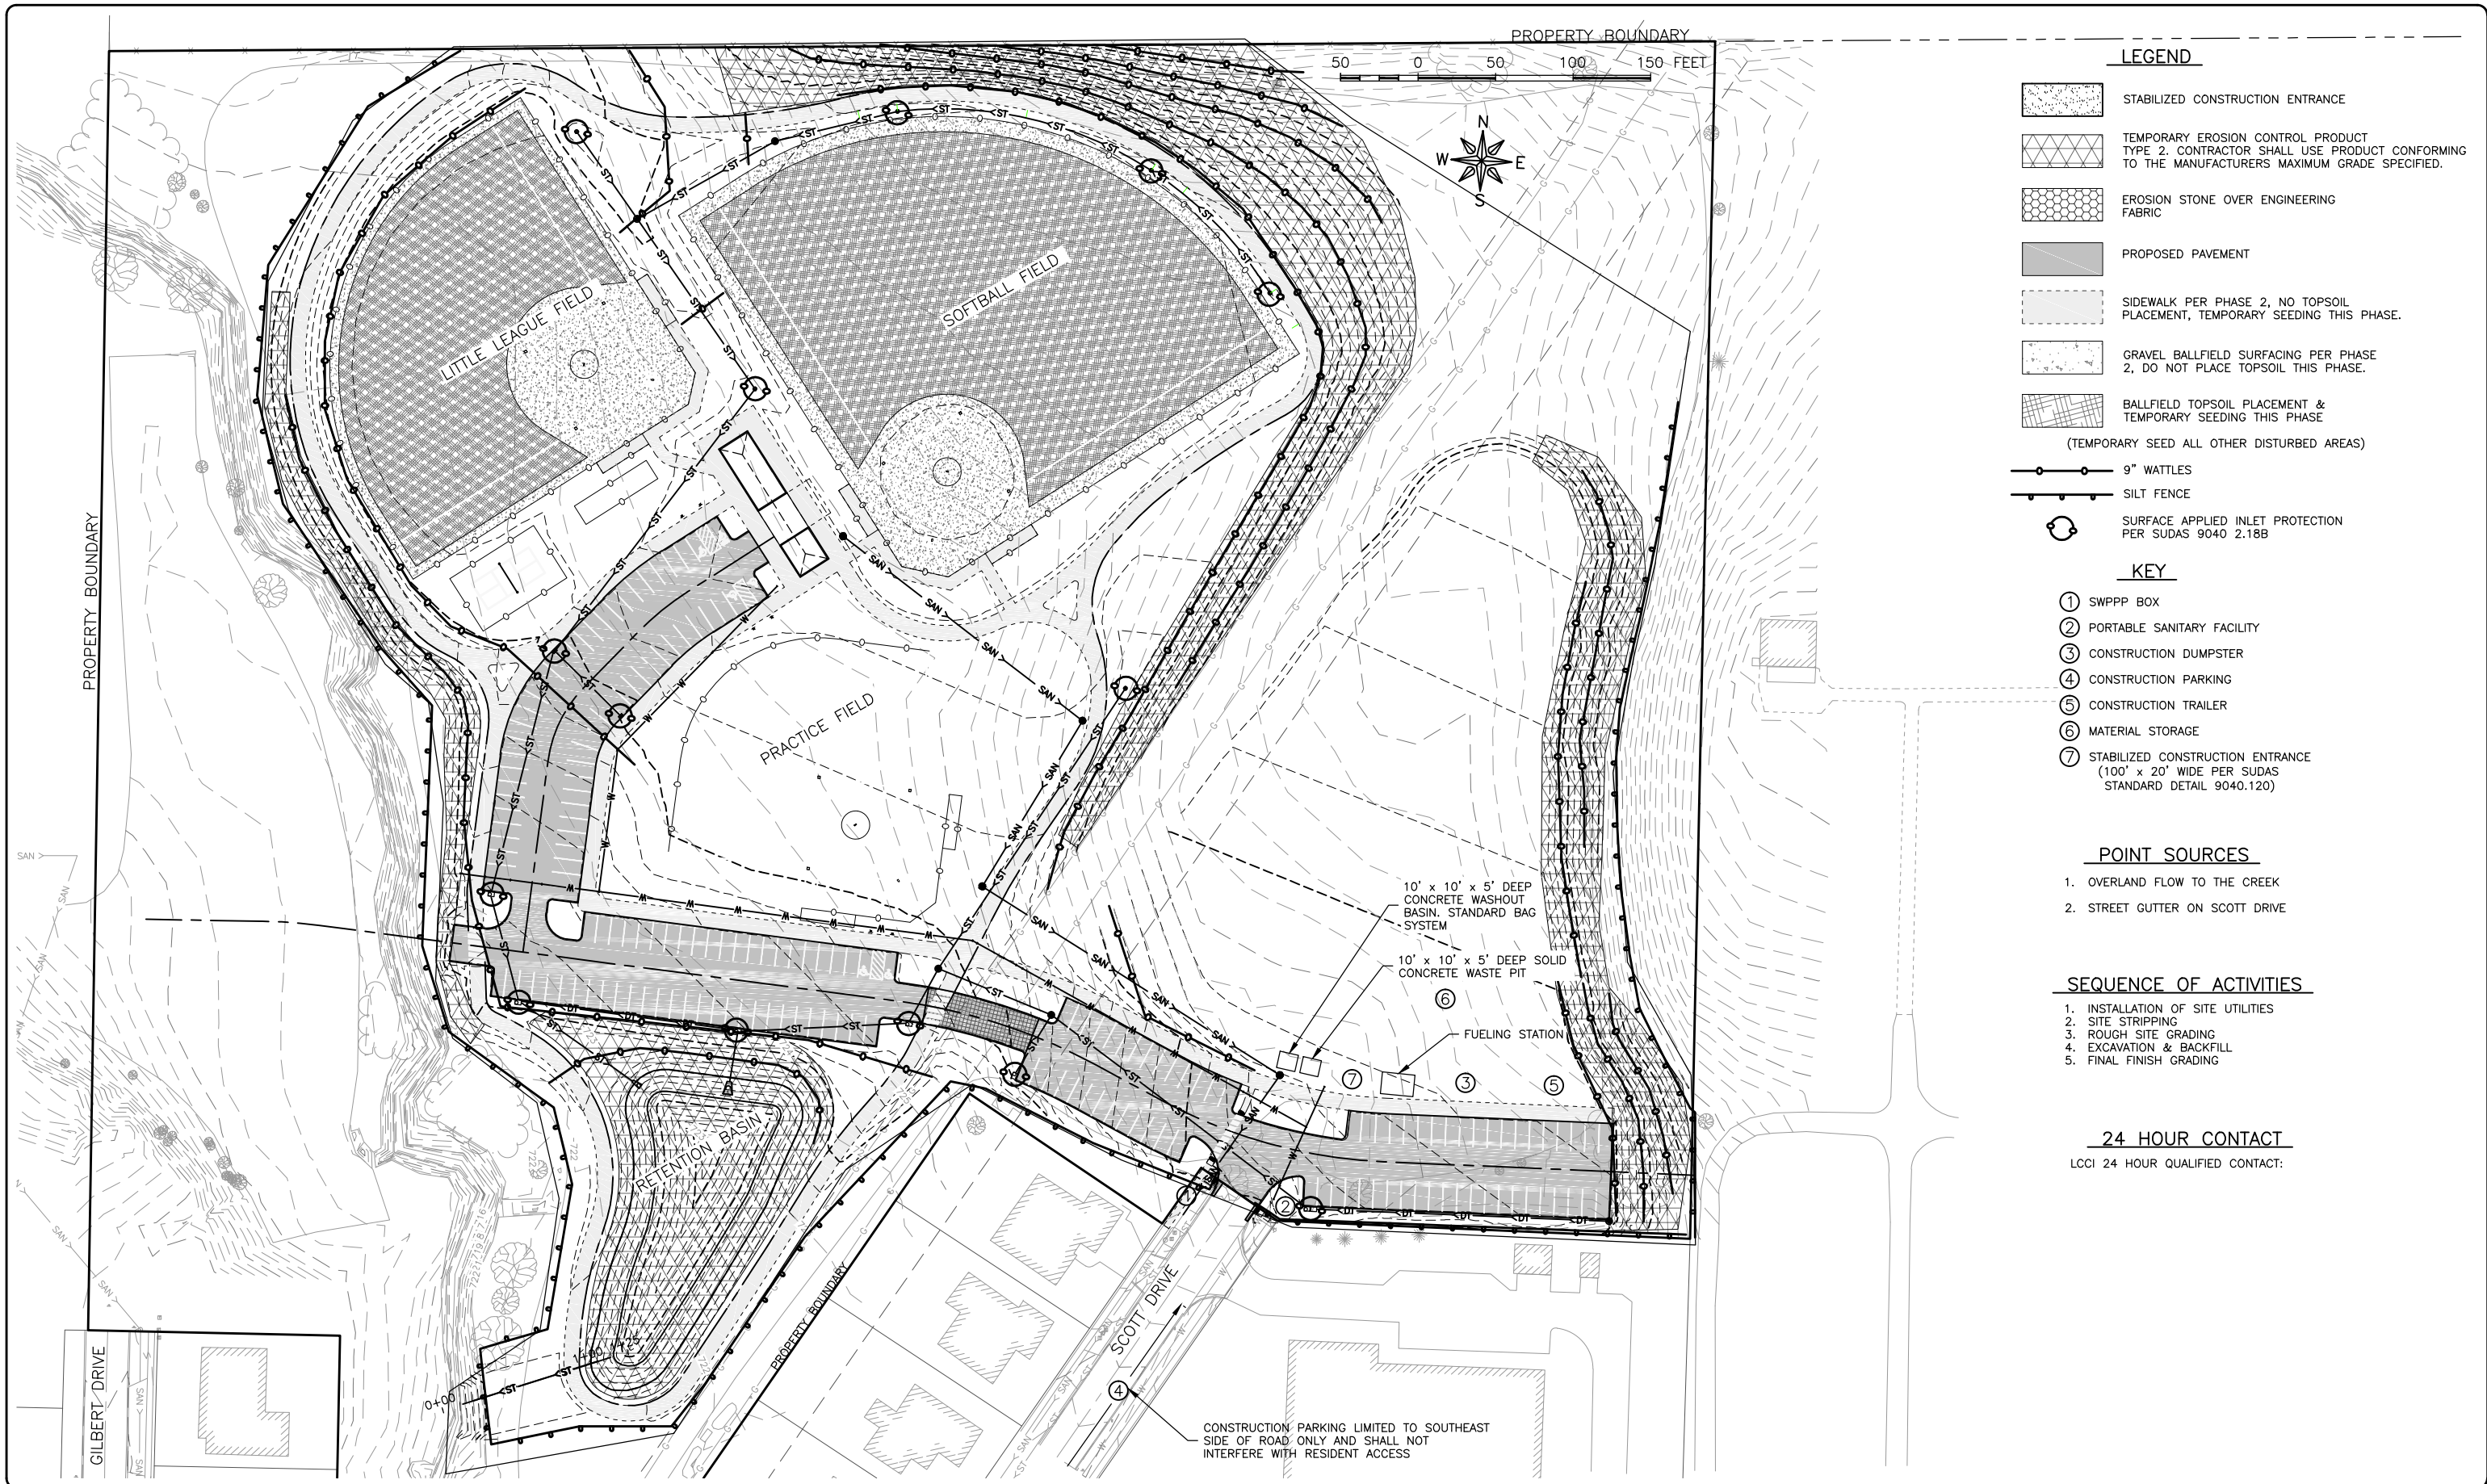 PROPERTY BOUNDARY
50 0 50 100 150 FEET
N
W E
S
LITTLE LEAGUE FIELD
SOFTBALL FIELD
PRACTICE FIELD
RETENTION BASIN
PROPERTY BOUNDARY
PROPERTY BOUNDARY
GILBERT DRIVE
SCOTT DRIVE
0+00
1+00
722
722
10' x 10' x 5' DEEP
CONCRETE WASHOUT
BASIN. STANDARD BAG
SYSTEM
10' x 10' x 5' DEEP SOLID
CONCRETE WASTE PIT
6
FUELING STATION
7
3
5
2
4
CONSTRUCTION PARKING LIMITED TO SOUTHEAST
SIDE OF ROAD ONLY AND SHALL NOT
INTERFERE WITH RESIDENT ACCESS
ST
SAN
W
DT
G
LEGEND
STABILIZED CONSTRUCTION ENTRANCE
TEMPORARY EROSION CONTROL PRODUCT
TYPE 2. CONTRACTOR SHALL USE PRODUCT CONFORMING
TO THE MANUFACTURERS MAXIMUM GRADE SPECIFIED.
EROSION STONE OVER ENGINEERING
FABRIC
PROPOSED PAVEMENT
SIDEWALK PER PHASE 2, NO TOPSOIL
PLACEMENT, TEMPORARY SEEDING THIS PHASE.
GRAVEL BALLFIELD SURFACING PER PHASE
2, DO NOT PLACE TOPSOIL THIS PHASE.
BALLFIELD TOPSOIL PLACEMENT &
TEMPORARY SEEDING THIS PHASE
(TEMPORARY SEED ALL OTHER DISTURBED AREAS)
9" WATTLES
SILT FENCE
SURFACE APPLIED INLET PROTECTION
PER SUDAS 9040 2.18B
KEY
1 SWPPP BOX
2 PORTABLE SANITARY FACILITY
3 CONSTRUCTION DUMPSTER
4 CONSTRUCTION PARKING
5 CONSTRUCTION TRAILER
6 MATERIAL STORAGE
7 STABILIZED CONSTRUCTION ENTRANCE
(100' x 20' WIDE PER SUDAS
STANDARD DETAIL 9040.120)
POINT SOURCES
1. OVERLAND FLOW TO THE CREEK
2. STREET GUTTER ON SCOTT DRIVE
SEQUENCE OF ACTIVITIES
1. INSTALLATION OF SITE UTILITIES
2. SITE STRIPPING
3. ROUGH SITE GRADING
4. EXCAVATION & BACKFILL
5. FINAL FINISH GRADING
24 HOUR CONTACT
LCCI 24 HOUR QUALIFIED CONTACT: